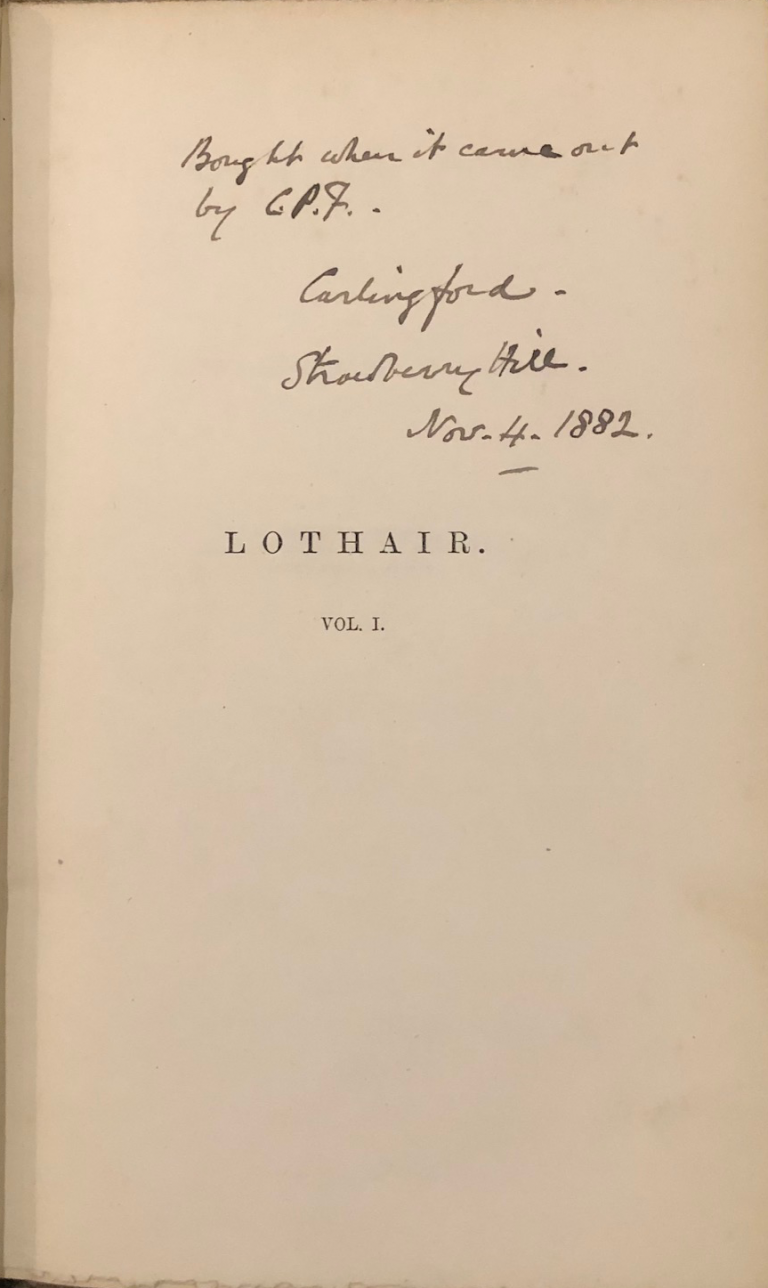 Bought when it came out
by C.P.F. -
Carlingford -
Strawberry Hill.
Nov. 4. 1882.
LOTHAIR.
VOL. I.